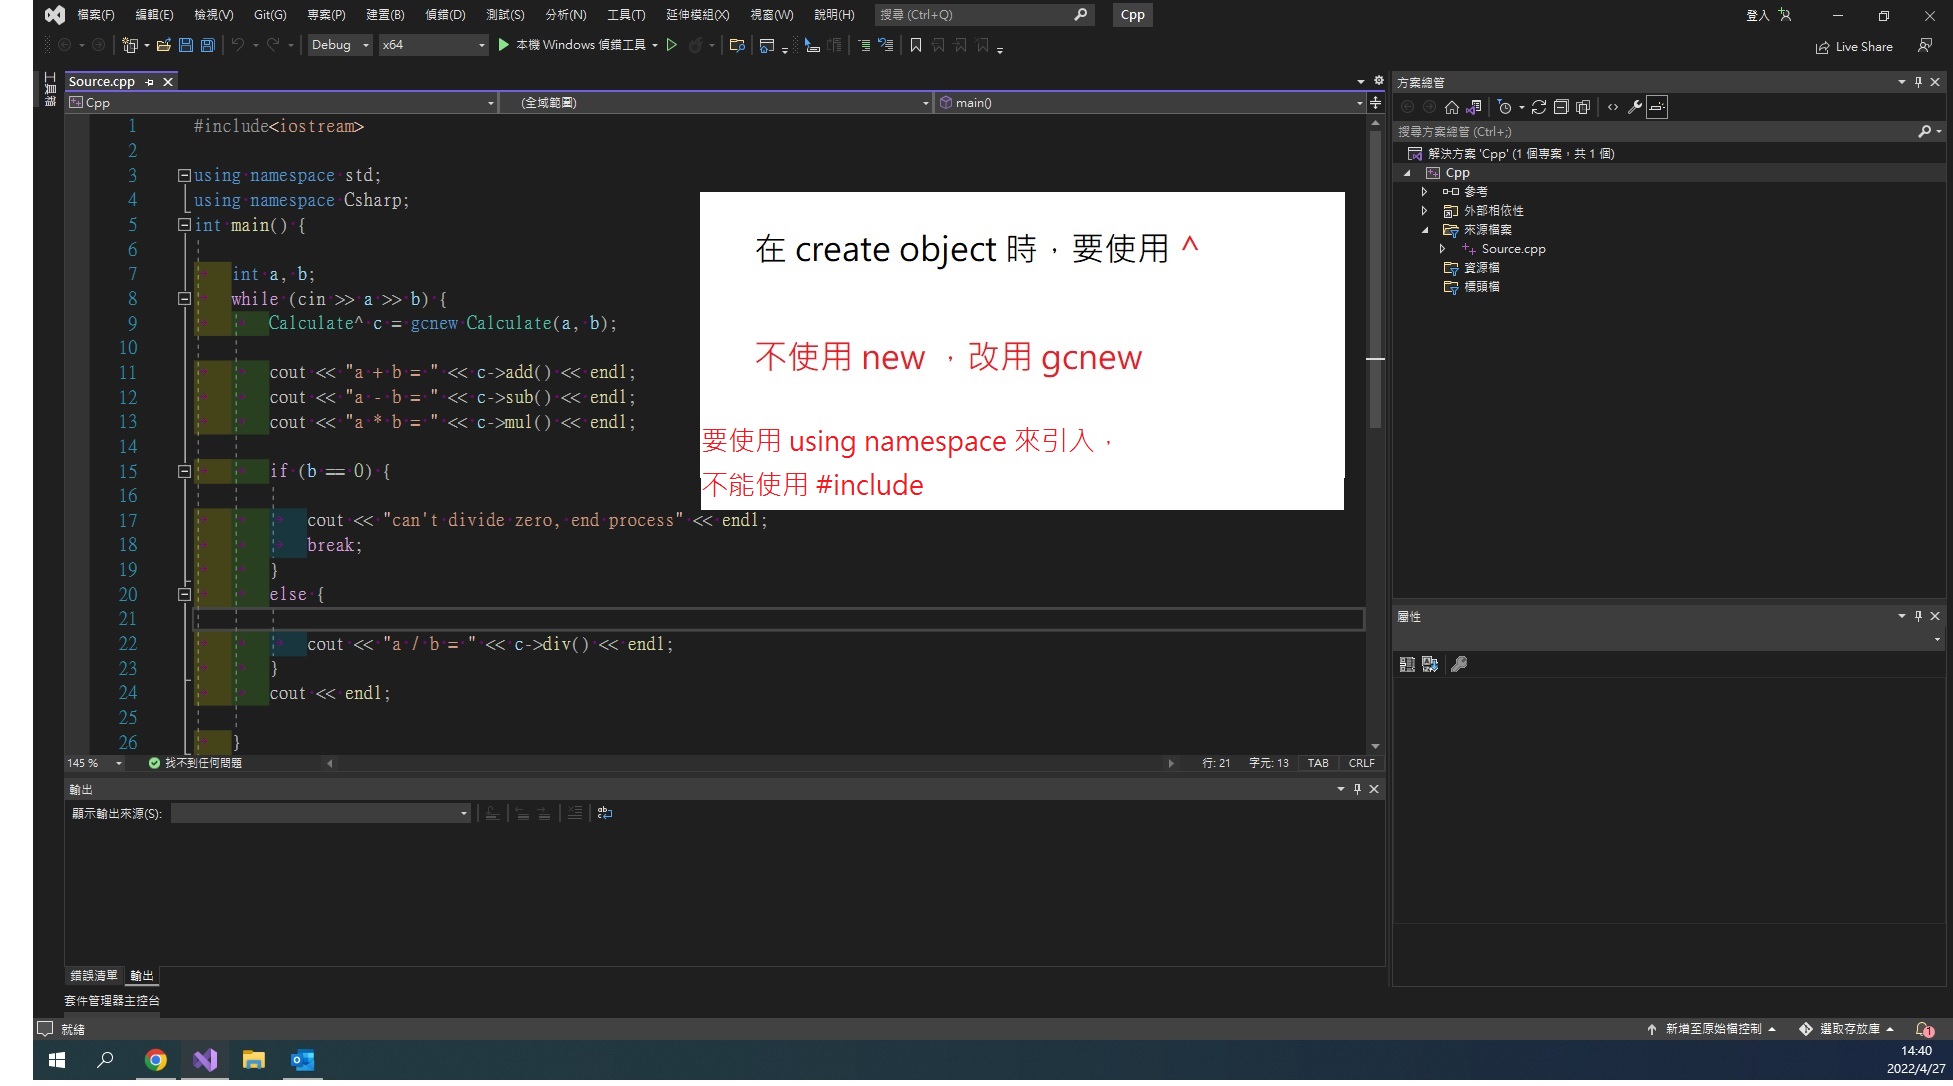 檔案(F) 編輯(E) 檢視(V) Git(G) 專案(P) 建置(B) 偵錯(D) 測試(S) 分析(N) 工具(T) 延伸模組(X) 視窗(W) 說明(H) 搜尋 (Ctrl+Q) Cpp 登入
Debug x64 本機 Windows 偵錯工具 Live Share
工具箱
Source.cpp
Cpp (全域範圍) main()
1 #include<iostream>
2
3 using namespace std;
4 using namespace Csharp;
5 int main() {
6
7 int a, b;
8 while (cin >> a >> b) {
9 Calculate^ c = gcnew Calculate(a, b);
10
11 cout << "a + b = " << c->add() << endl;
12 cout << "a - b = " << c->sub() << endl;
13 cout << "a * b = " << c->mul() << endl;
14
15 if (b == 0) {
16
17 cout << "can't divide zero, end process" << endl;
18 break;
19 }
20 else {
21
22 cout << "a / b = " << c->div() << endl;
23 }
24 cout << endl;
25
26 }
在 create object 時，要使用 ^
不使用 new ，改用 gcnew
要使用 using namespace 來引入，
不能使用 #include
145 % 找不到任何問題 行: 21 字元: 13 TAB CRLF
輸出
顯示輸出來源(S):
錯誤清單 輸出
套件管理器主控台
方案總管
搜尋方案總管 (Ctrl+;)
解決方案 'Cpp' (1 個專案，共 1 個)
Cpp
參考
外部相依性
來源檔案
Source.cpp
資源檔
標頭檔
屬性
就緒 新增至原始檔控制 選取存放庫 1
14:40
2022/4/27